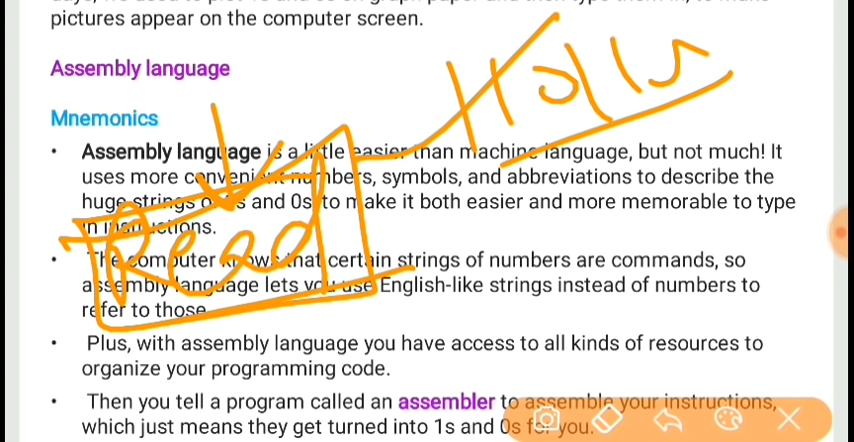 pictures appear on the computer screen.
Assembly language
Mnemonics
• Assembly language is a little easier than machine language, but not much! It
uses more convenient numbers, symbols, and abbreviations to describe the
huge strings of 1s and 0s to make it both easier and more memorable to type
in instructions.
• The computer knows that certain strings of numbers are commands, so
assembly language lets you use English-like strings instead of numbers to
refer to those.
• Plus, with assembly language you have access to all kinds of resources to
organize your programming code.
• Then you tell a program called an assembler to assemble your instructions,
which just means they get turned into 1s and 0s for you.
Read